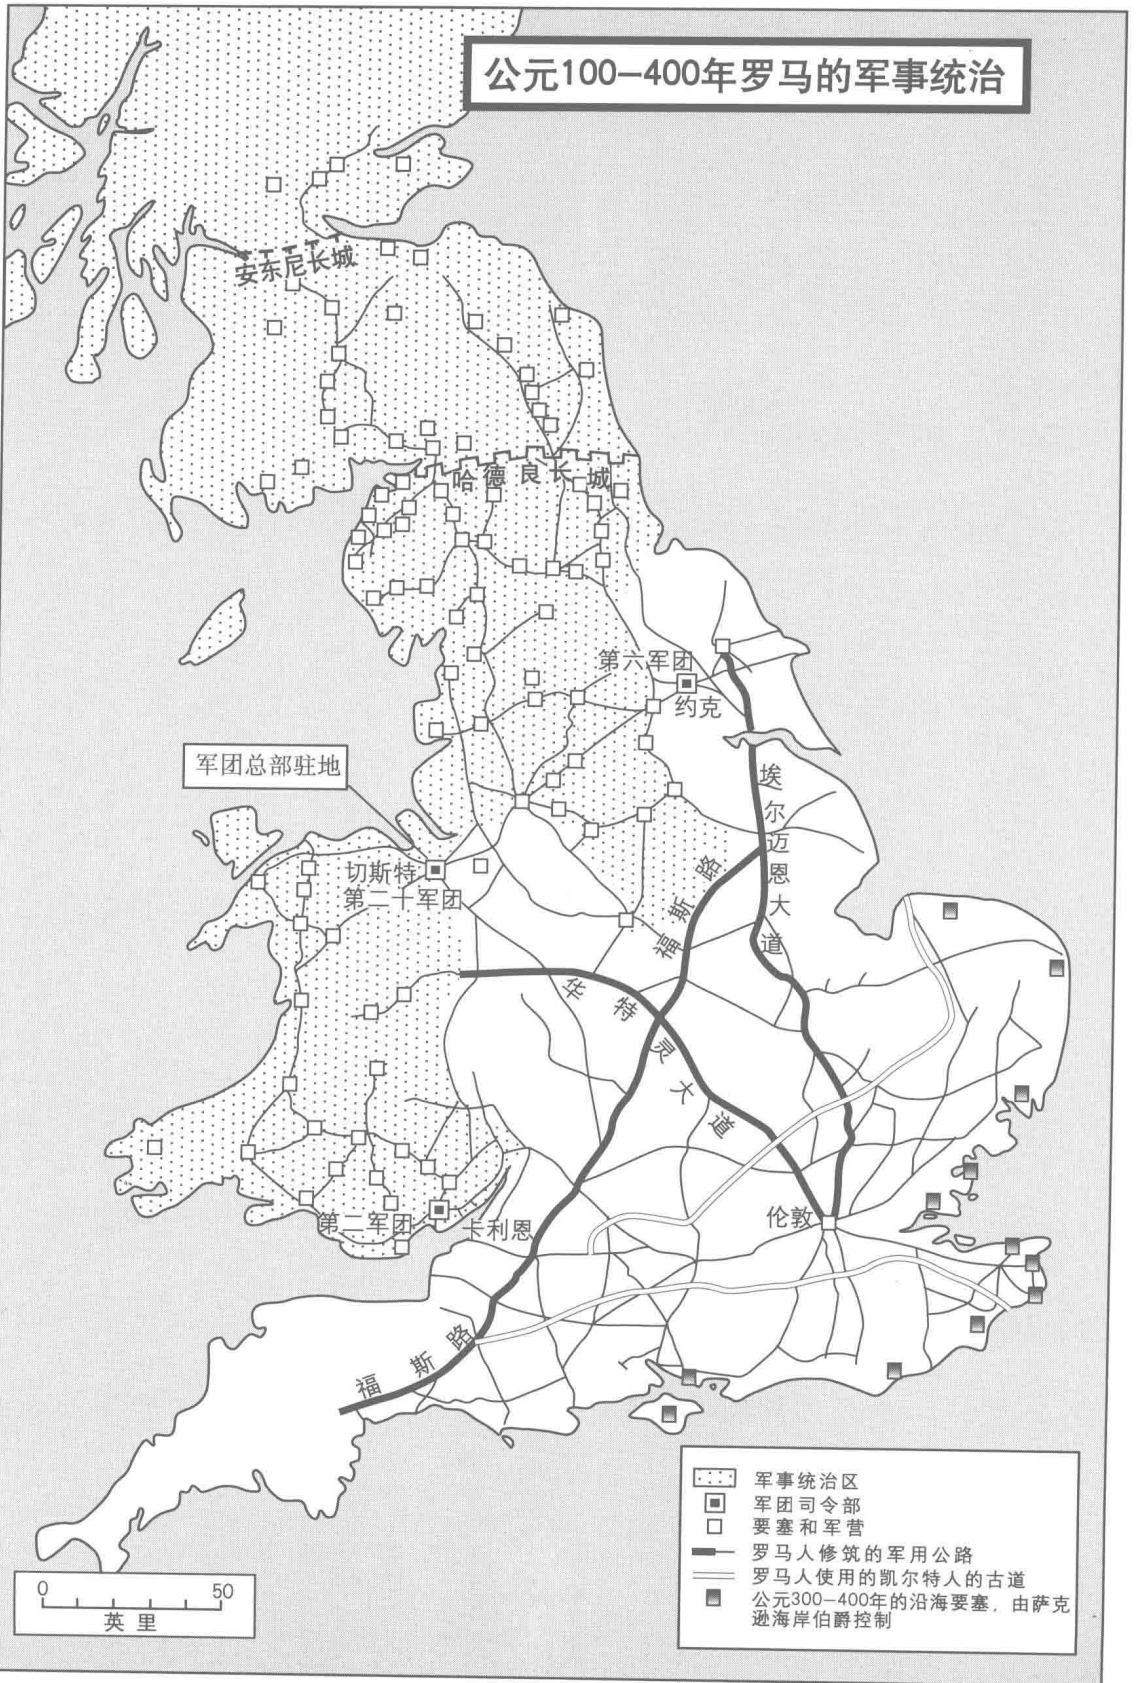 公元100-400年罗马的军事统治
安东尼长城
哈德良长城
第六军团
约克
军团总部驻地
切斯特
第二十军团
埃尔迈恩大道
福斯路
华特灵大道
第二军团
卡利恩
伦敦
福斯路
军事统治区
军团司令部
要塞和军营
罗马人修筑的军用公路
罗马人使用的凯尔特人的古道
公元300-400年的沿海要塞，由萨克
逊海岸伯爵控制
0 50
英里